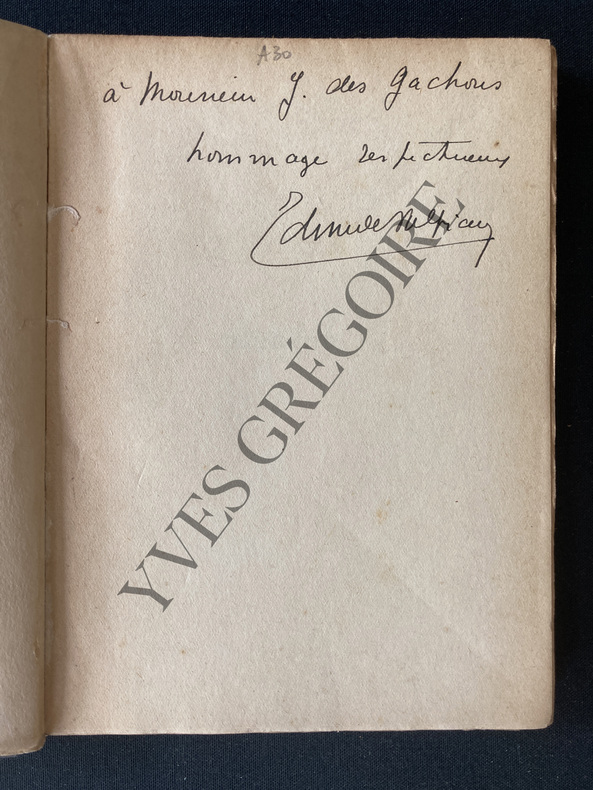 A30
à Monsieur J. des Gachons
hommage respectueux
YVES GRÉGOIRE